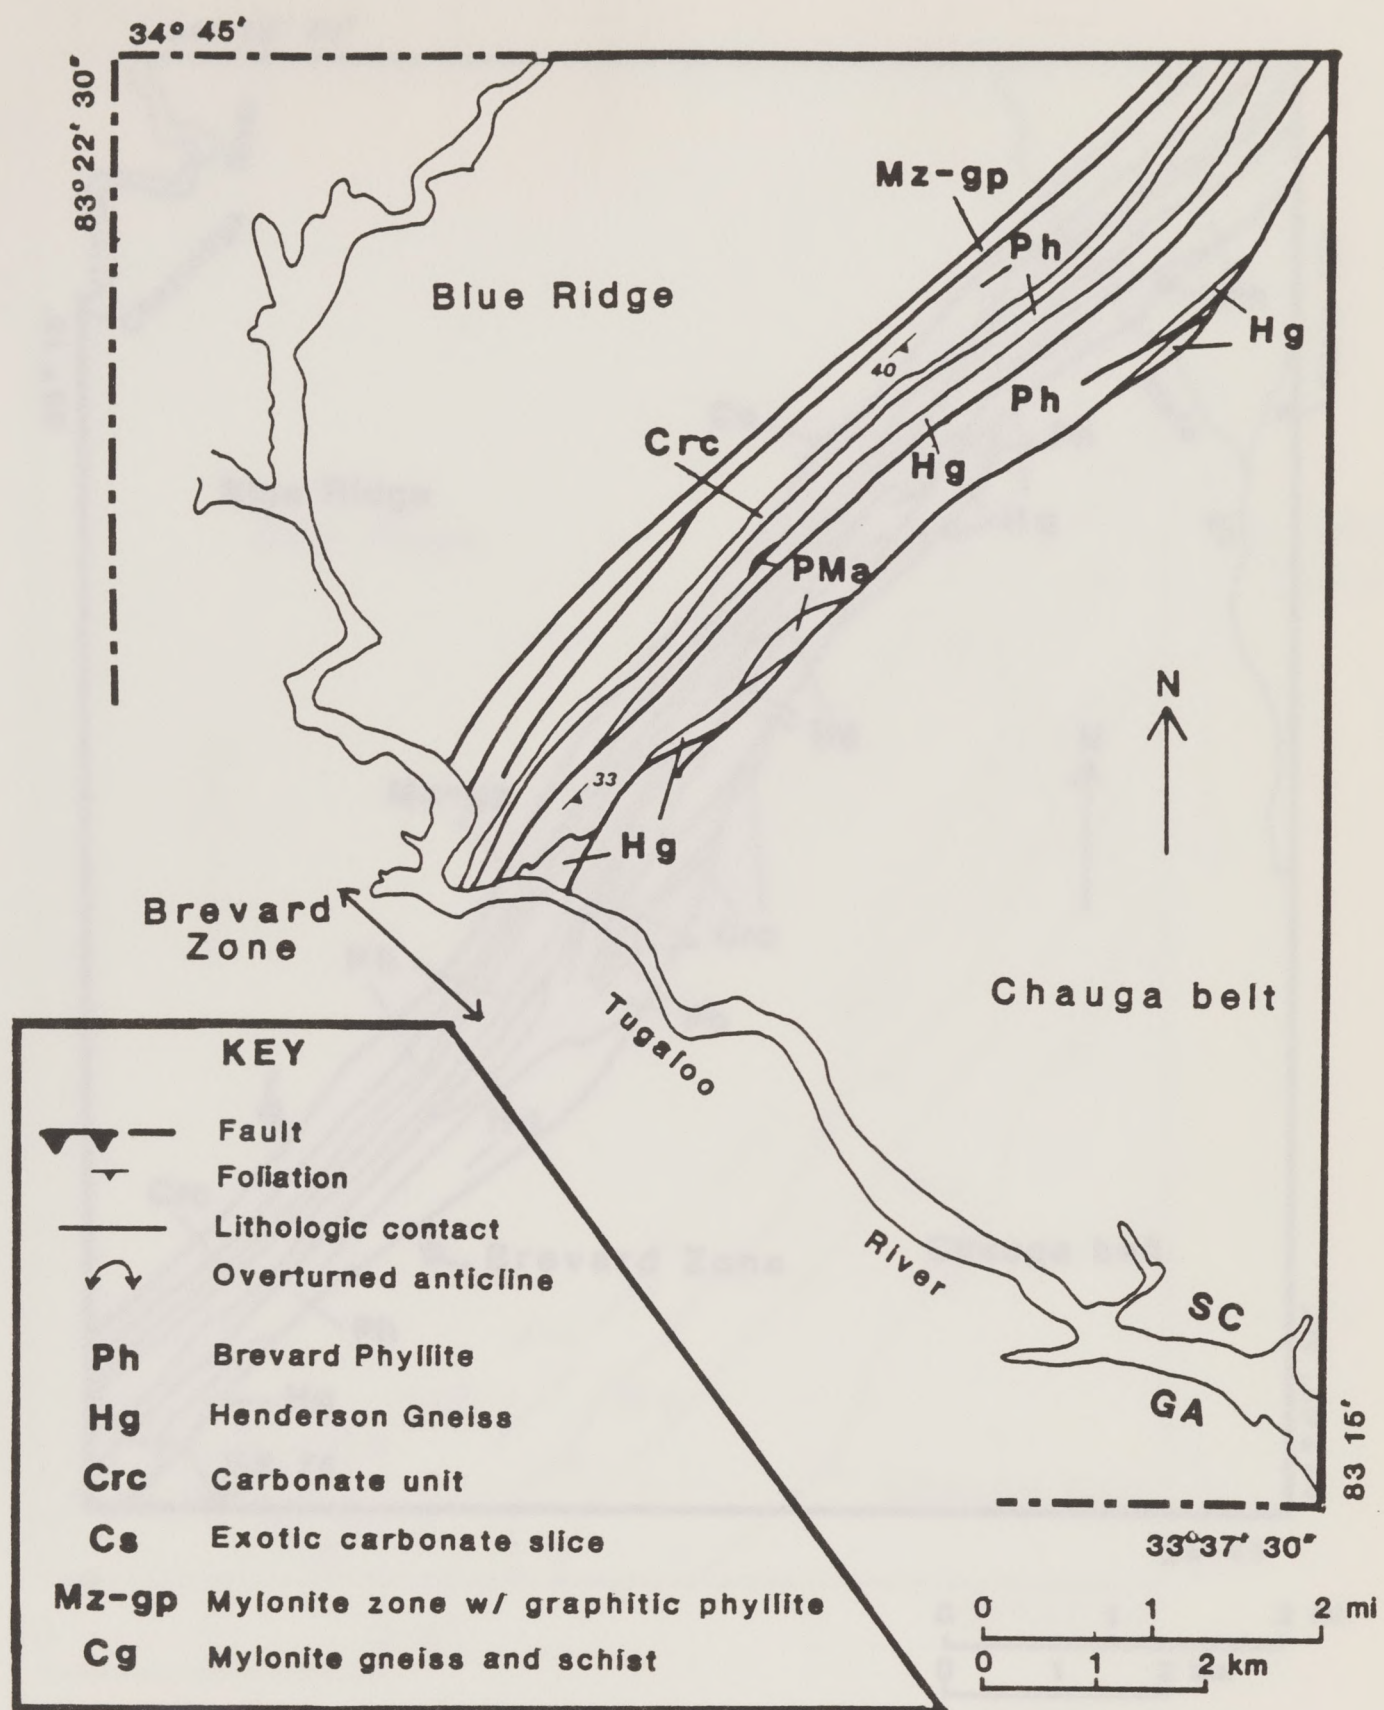 34° 45'
83° 22' 30"
Mz-gp
Ph
Blue Ridge
Hg
40
Ph
Crc
Hg
PMa
N
33
Hg
Brevard
Zone
Chauga belt
Tugaloo
River
SC
GA
83 15'
33°37' 30"
0 1 2 mi
0 1 2 km
KEY
Fault
Foliation
Lithologic contact
Overturned anticline
Ph Brevard Phyllite
Hg Henderson Gneiss
Crc Carbonate unit
Cs Exotic carbonate slice
Mz-gp Mylonite zone w/ graphitic phyllite
Cg Mylonite gneiss and schist